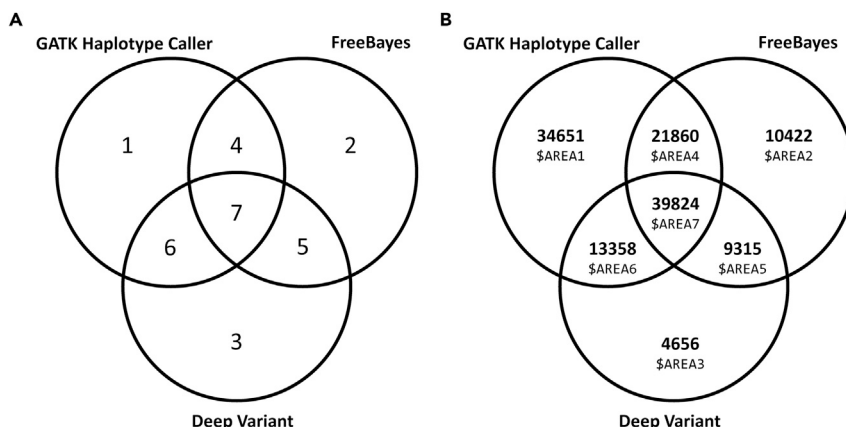 A
GATK Haplotype Caller
FreeBayes
1
4
2
7
6
5
3
Deep Variant
B
GATK Haplotype Caller
FreeBayes
34651
$AREA1
21860
$AREA4
10422
$AREA2
39824
$AREA7
13358
$AREA6
9315
$AREA5
4656
$AREA3
Deep Variant